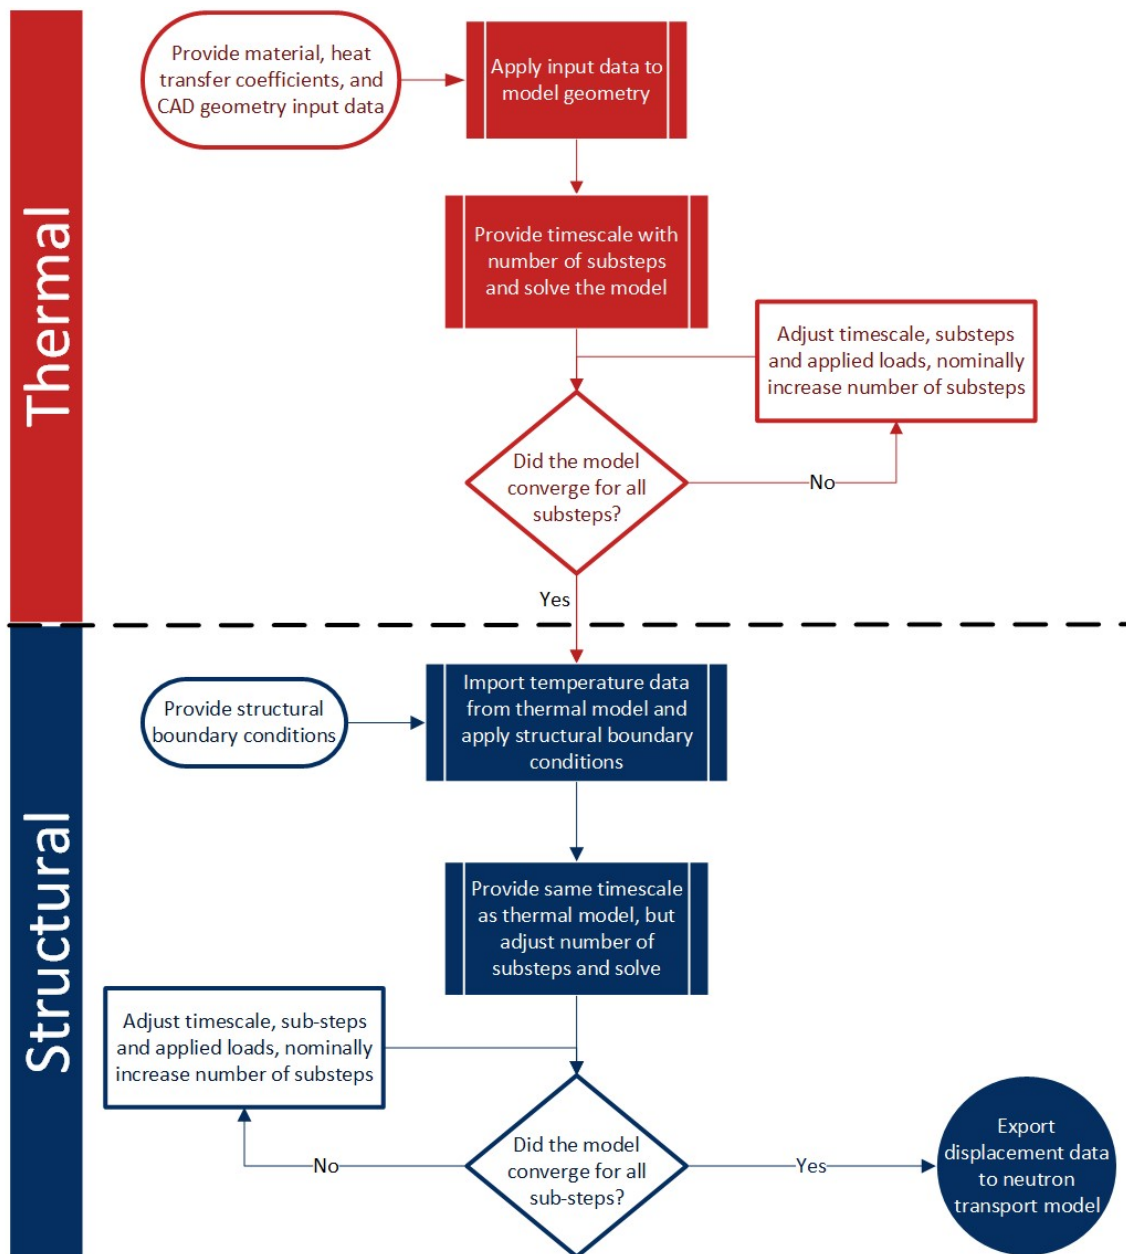 Thermal
Provide material, heat
transfer coefficients, and
CAD geometry input data
Apply input data to
model geometry
Provide timescale with
number of substeps
and solve the model
Adjust timescale, substeps
and applied loads, nominally
increase number of substeps
Did the model
converge for all
substeps?
No
Yes
Structural
Provide structural
boundary conditions
Import temperature data
from thermal model and
apply structural boundary
conditions
Provide same timescale
as thermal model, but
adjust number of
substeps and solve
Adjust timescale, sub-steps
and applied loads, nominally
increase number of substeps
Did the model
converge for all
sub-steps?
No
Yes
Export
displacement data
to neutron
transport model